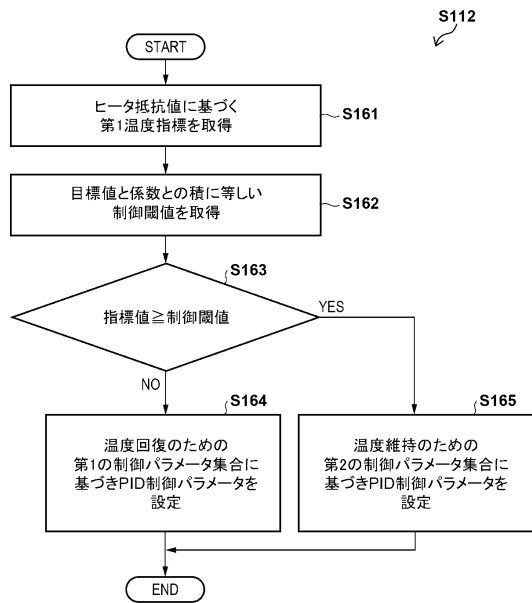 S112
START
ヒータ抵抗値に基づく
第1温度指標を取得
S161
目標値と係数との積に等しい
制御閾値を取得
S162
S163
指標値≧制御閾値
YES
NO
S164
温度回復のための
第1の制御パラメータ集合に
基づきPID制御パラメータを
設定
S165
温度維持のための
第2の制御パラメータ集合に
基づきPID制御パラメータを
設定
END